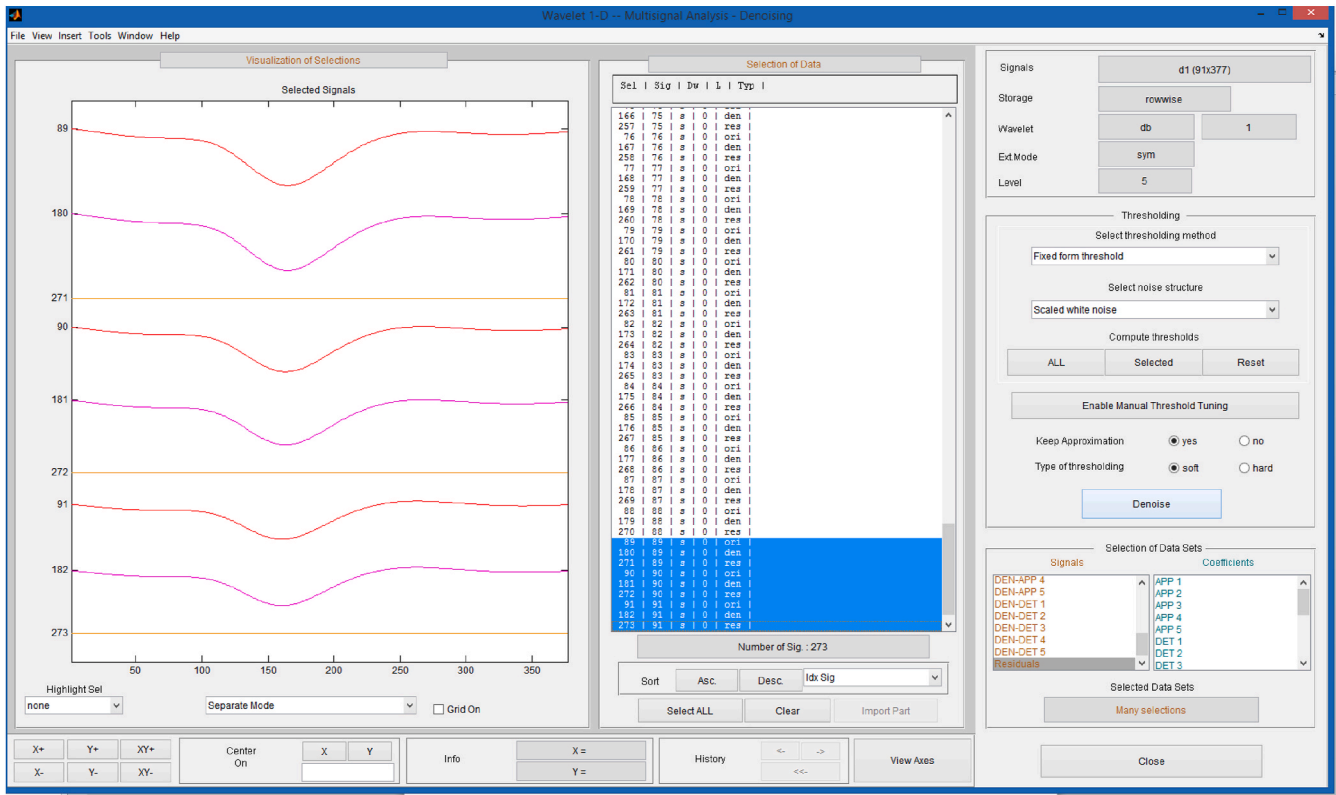 Wavelet 1-D -- Multisignal Analysis - Denoising
File View Insert Tools Window Help
Visualization of Selections
Selected Signals
89
180
271
90
181
272
91
182
273
50 100 150 200 250 300 350
Highlight Sel
none
Separate Mode
Grid On
Selection of Data
Sel | Sig | Dw | L | Typ |
166 | 75 | s | 0 | den |
257 | 75 | s | 0 | res |
76 | 76 | s | 0 | ori |
167 | 76 | s | 0 | den |
258 | 76 | s | 0 | res |
77 | 77 | s | 0 | ori |
168 | 77 | s | 0 | den |
259 | 77 | s | 0 | res |
78 | 78 | s | 0 | ori |
169 | 78 | s | 0 | den |
260 | 78 | s | 0 | res |
79 | 79 | s | 0 | ori |
170 | 79 | s | 0 | den |
261 | 79 | s | 0 | res |
80 | 80 | s | 0 | ori |
171 | 80 | s | 0 | den |
262 | 80 | s | 0 | res |
81 | 81 | s | 0 | ori |
172 | 81 | s | 0 | den |
263 | 81 | s | 0 | res |
82 | 82 | s | 0 | ori |
173 | 82 | s | 0 | den |
264 | 82 | s | 0 | res |
83 | 83 | s | 0 | ori |
174 | 83 | s | 0 | den |
265 | 83 | s | 0 | res |
84 | 84 | s | 0 | ori |
175 | 84 | s | 0 | den |
266 | 84 | s | 0 | res |
85 | 85 | s | 0 | ori |
176 | 85 | s | 0 | den |
267 | 85 | s | 0 | res |
86 | 86 | s | 0 | ori |
177 | 86 | s | 0 | den |
268 | 86 | s | 0 | res |
87 | 87 | s | 0 | ori |
178 | 87 | s | 0 | den |
269 | 87 | s | 0 | res |
88 | 88 | s | 0 | ori |
179 | 88 | s | 0 | den |
270 | 88 | s | 0 | res |
89 | 89 | s | 0 | ori |
180 | 89 | s | 0 | den |
271 | 89 | s | 0 | res |
90 | 90 | s | 0 | ori |
181 | 90 | s | 0 | den |
272 | 90 | s | 0 | res |
91 | 91 | s | 0 | ori |
182 | 91 | s | 0 | den |
273 | 91 | s | 0 | res |
Number of Sig. : 273
Sort Asc. Desc. Idx Sig
Select ALL Clear Import Part
Signals d1 (91x377)
Storage rowwise
Wavelet db 1
Ext.Mode sym
Level 5
Thresholding
Select thresholding method
Fixed form threshold
Select noise structure
Scaled white noise
Compute thresholds
ALL Selected Reset
Enable Manual Threshold Tuning
Keep Approximation yes no
Type of thresholding soft hard
Denoise
Selection of Data Sets
Signals Coefficients
DEN-APP 4 APP 1
DEN-APP 5 APP 2
DEN-DET 1 APP 3
DEN-DET 2 APP 4
DEN-DET 3 APP 5
DEN-DET 4 DET 1
DEN-DET 5 DET 2
Residuals DET 3
Selected Data Sets
Many selections
X+ Y+ XY+
X- Y- XY-
Center On X Y
Info X =
Y =
History <- ->
<<-
View Axes
Close